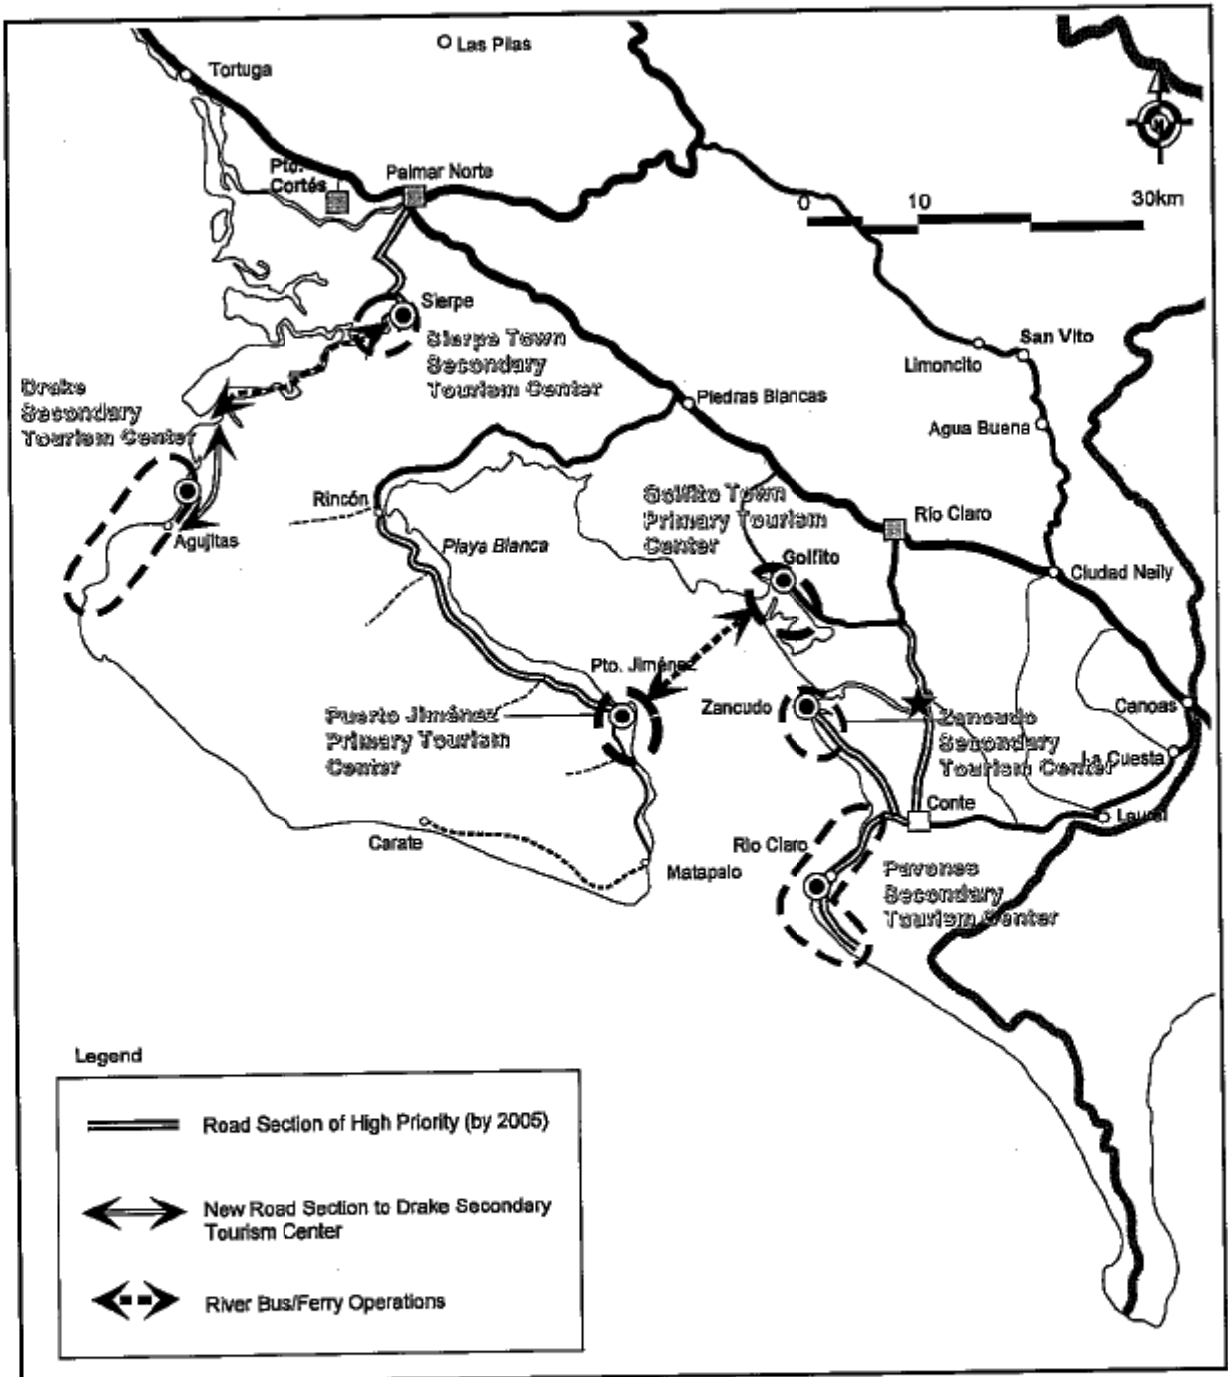 Las Pilas
Tortuga
Pto.
Cortés
Palmar Norte
0 10 30km
N
Sierpe
Sierpe Town
Secondary
Tourism Center
San Vito
Limoncito
Drake
Secondary
Tourism Center
Piedras Blancas
Agua Buena
Rincón
Golfito Town
Primary Tourism
Center
Río Claro
Agujitas
Playa Blanca
Golfito
Ciudad Neily
Pto. Jiménez
Puerto Jiménez
Primary Tourism
Center
Zancudo
Zancudo
Secondary
Tourism Center
Canoas
La Cuesta
Conte
Laurel
Carate
Río Claro
Matapalo
Pavones
Secondary
Tourism Center
Legend
Road Section of High Priority (by 2005)
New Road Section to Drake Secondary
Tourism Center
River Bus/Ferry Operations